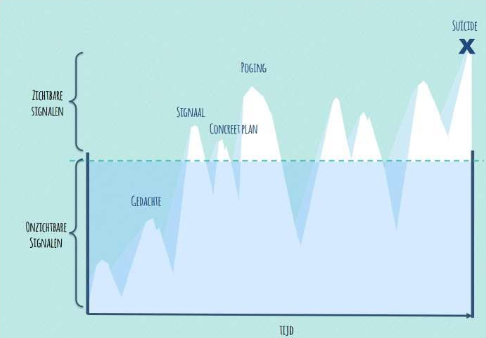 SUÏCIDE
X
POGING
ZICHTBARE
SIGNALEN
SIGNAAL
CONCREET PLAN
GEDACHTE
ONZICHTBARE
SIGNALEN
TIJD